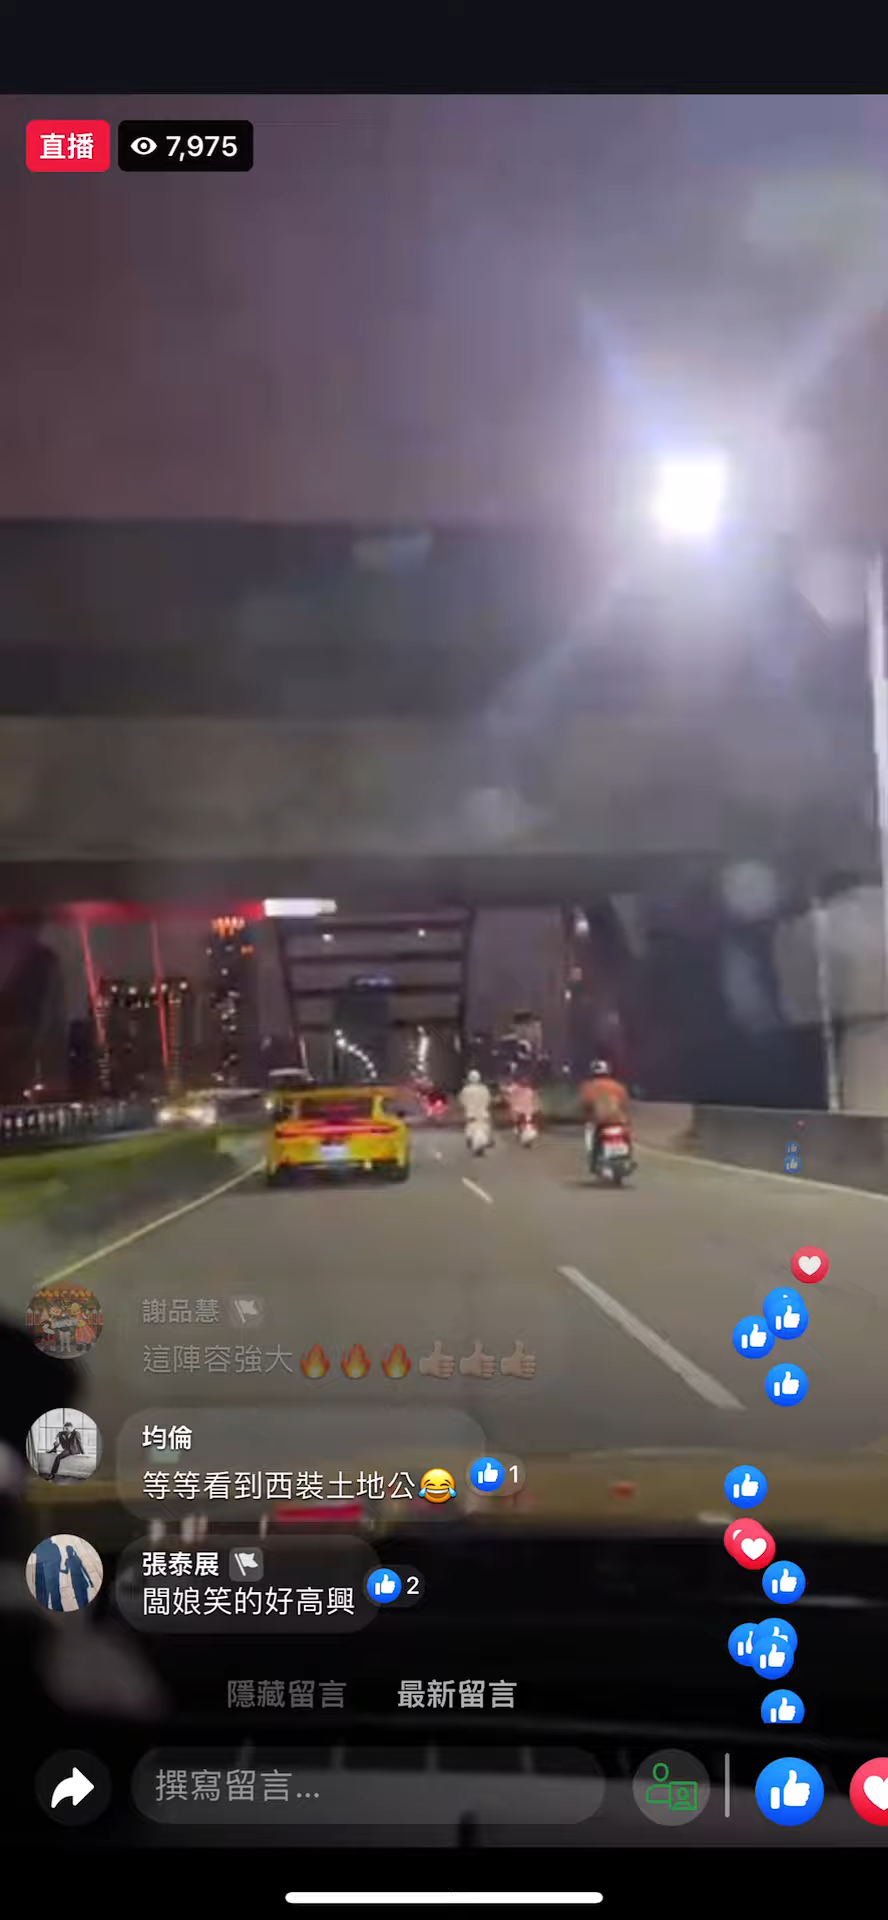 直播 7,975
謝品慧
這陣容強大🔥🔥🔥👍🏼👍🏼👍🏼
均倫
等等看到西裝土地公😂 1
張泰展
闆娘笑的好高興 2
隱藏留言 最新留言
撰寫留言...